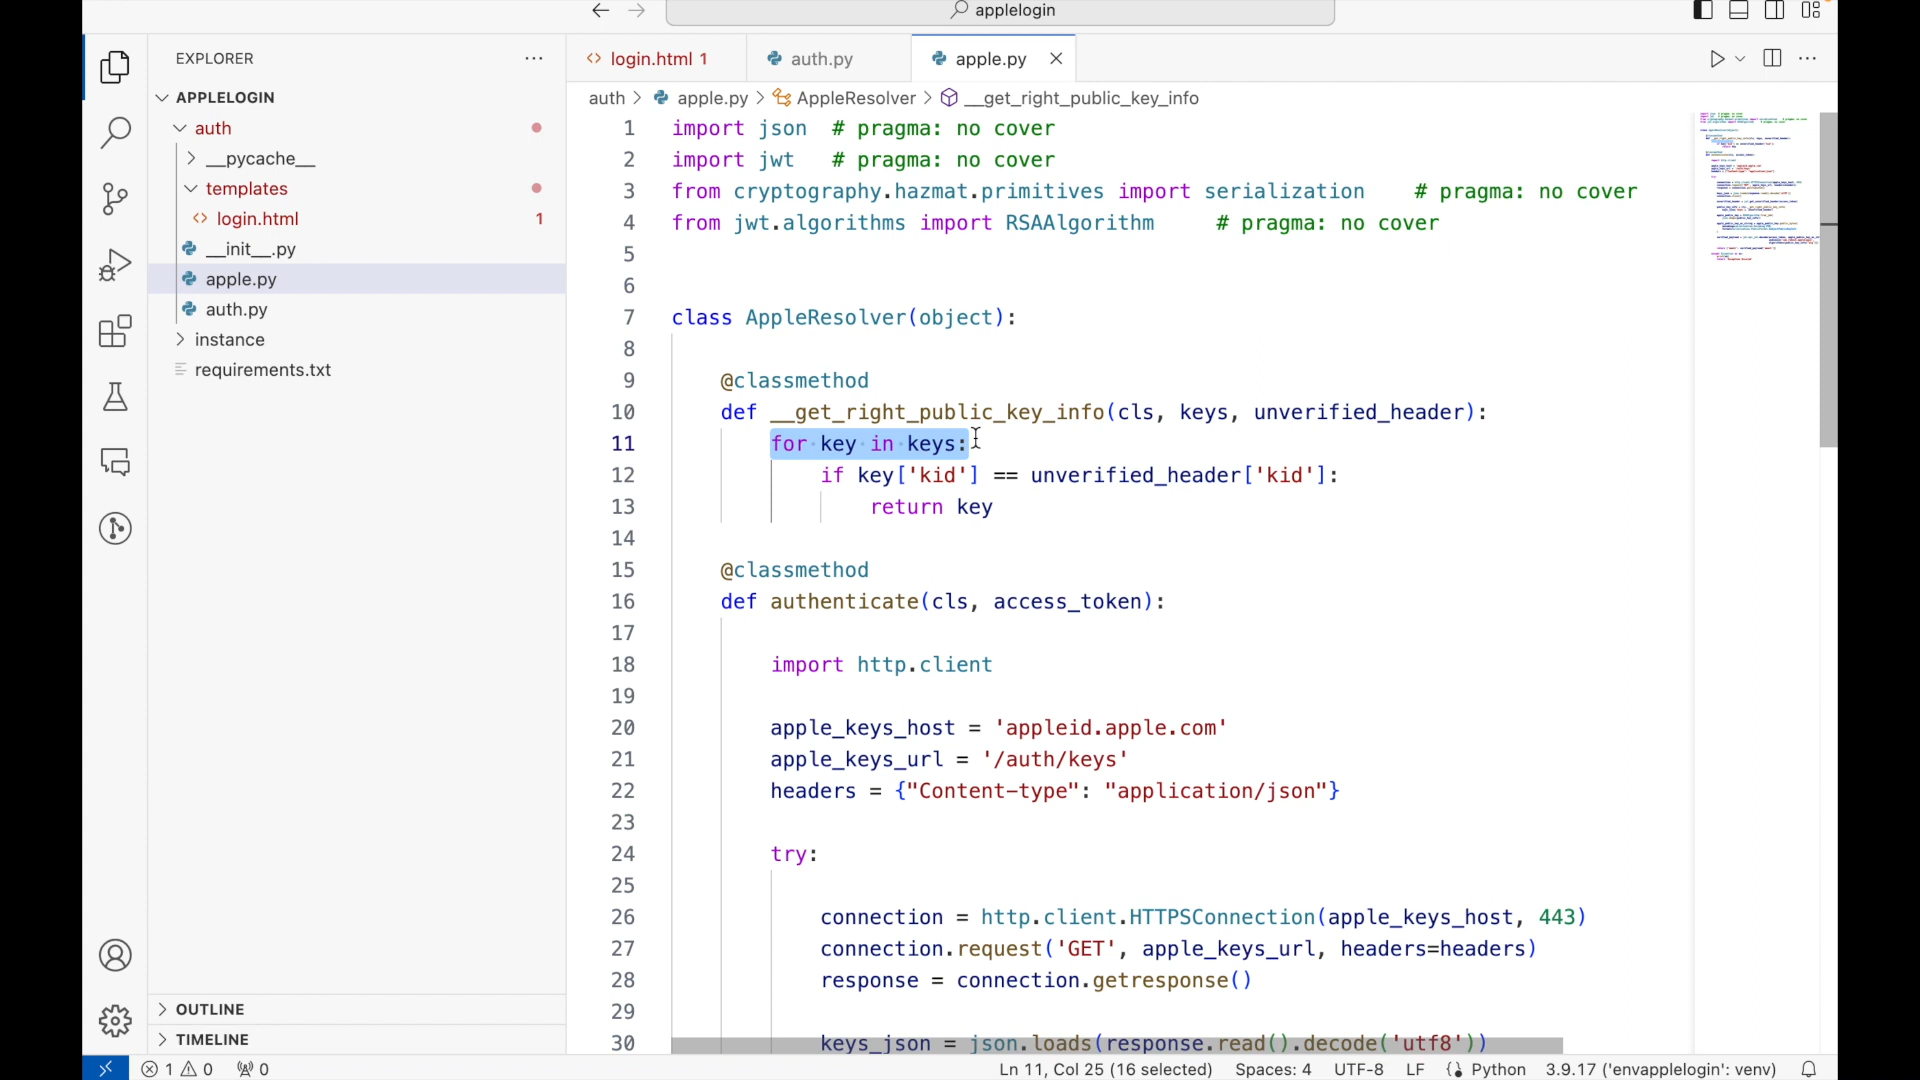 applelogin
EXPLORER
login.html 1
auth.py
apple.py
APPLELOGIN
auth
__pycache__
templates
login.html 1
__init__.py
apple.py
auth.py
instance
requirements.txt
OUTLINE
TIMELINE
auth > apple.py > AppleResolver > __get_right_public_key_info
1 import json  # pragma: no cover
2 import jwt   # pragma: no cover
3 from cryptography.hazmat.primitives import serialization    # pragma: no cover
4 from jwt.algorithms import RSAAlgorithm     # pragma: no cover
5
6
7 class AppleResolver(object):
8
9     @classmethod
10     def __get_right_public_key_info(cls, keys, unverified_header):
11         for key in keys:
12             if key['kid'] == unverified_header['kid']:
13                 return key
14
15     @classmethod
16     def authenticate(cls, access_token):
17
18         import http.client
19
20         apple_keys_host = 'appleid.apple.com'
21         apple_keys_url = '/auth/keys'
22         headers = {"Content-type": "application/json"}
23
24         try:
25
26             connection = http.client.HTTPSConnection(apple_keys_host, 443)
27             connection.request('GET', apple_keys_url, headers=headers)
28             response = connection.getresponse()
29
30             keys_json = json.loads(response.read().decode('utf8'))
1 0 0
Ln 11, Col 25 (16 selected) Spaces: 4 UTF-8 LF Python 3.9.17 ('envapplelogin': venv)